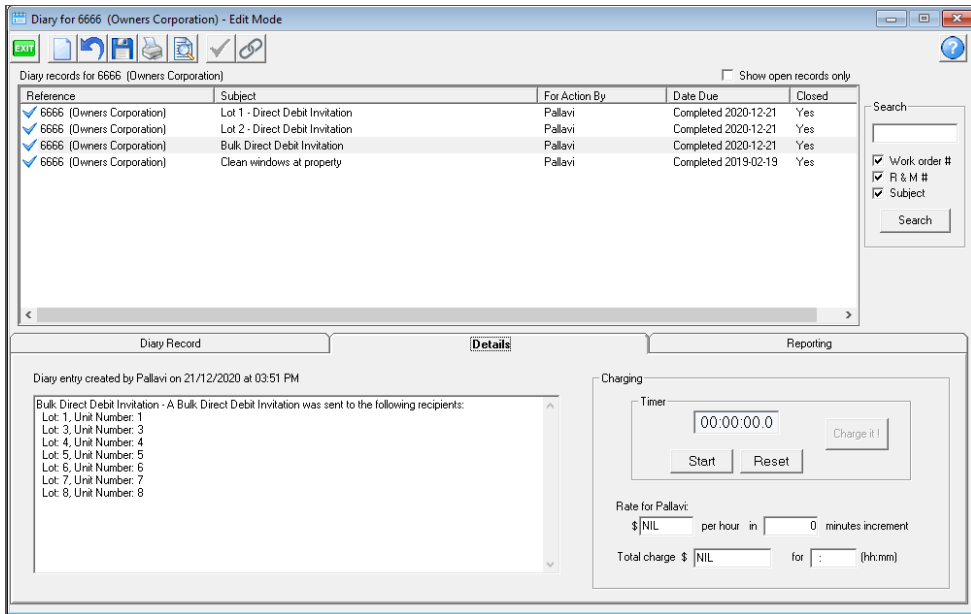 Diary for 6666 (Owners Corporation) - Edit Mode
EXIT
Diary records for 6666 (Owners Corporation)
Show open records only
Reference Subject For Action By Date Due Closed
6666 (Owners Corporation) Lot 1 - Direct Debit Invitation Pallavi Completed 2020-12-21 Yes
6666 (Owners Corporation) Lot 2 - Direct Debit Invitation Pallavi Completed 2020-12-21 Yes
6666 (Owners Corporation) Bulk Direct Debit Invitation Pallavi Completed 2020-12-21 Yes
6666 (Owners Corporation) Clean windows at property Pallavi Completed 2019-02-19 Yes
Search
Work order #
R & M #
Subject
Search
Diary Record Details Reporting
Diary entry created by Pallavi on 21/12/2020 at 03:51 PM
Bulk Direct Debit Invitation - A Bulk Direct Debit Invitation was sent to the following recipients:
Lot: 1, Unit Number: 1
Lot: 3, Unit Number: 3
Lot: 4, Unit Number: 4
Lot: 5, Unit Number: 5
Lot: 6, Unit Number: 6
Lot: 7, Unit Number: 7
Lot: 8, Unit Number: 8
Charging
Timer
00:00:00.0
Charge it !
Start Reset
Rate for Pallavi:
$ NIL per hour in 0 minutes increment
Total charge $ NIL for : (hh:mm)